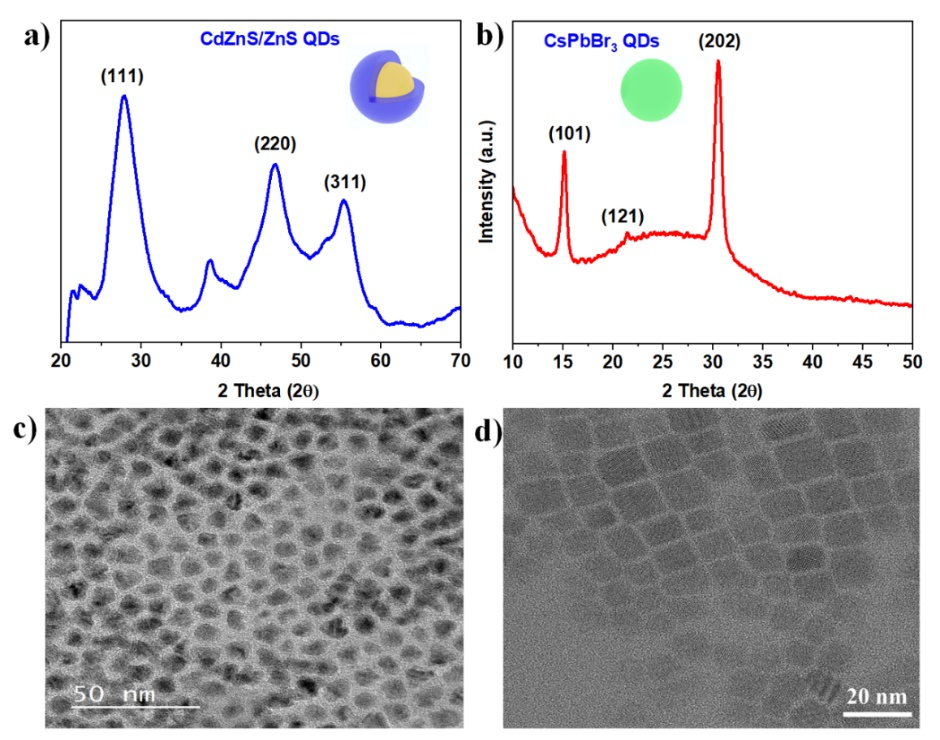 a)
CdZnS/ZnS QDs
(111)
(220)
(311)
20 30 40 50 60 70
2 Theta (2θ)
b)
CsPbBr3 QDs
(202)
(101)
(121)
Intensity (a.u.)
10 15 20 25 30 35 40 45 50
2 Theta (2θ)
c)
50 nm
d)
20 nm